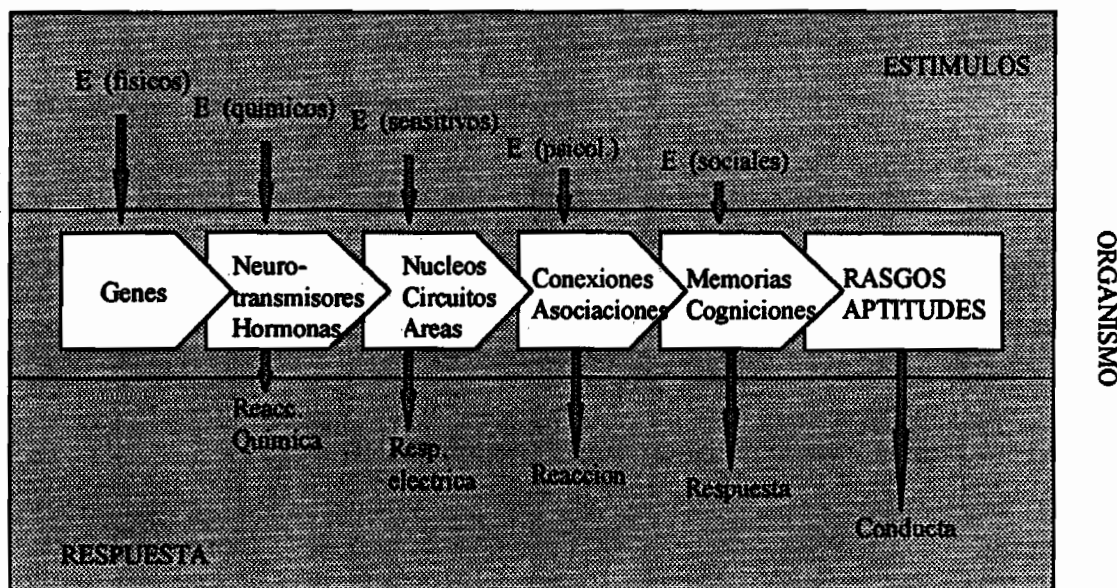 ESTIMULOS
E (fisicos)
E (quimicos)
E (sensitivos)
E (psicol.)
E (sociales)
Genes
Neuro-
transmisores
Hormonas
Nucleos
Circuitos
Areas
Conexiones
Asociaciones
Memorias
Cogniciones
RASGOS
APTITUDES
ORGANISMO
Reacc.
Quimica
Resp.
electrica
Reaccion
Respuesta
Conducta
RESPUESTA